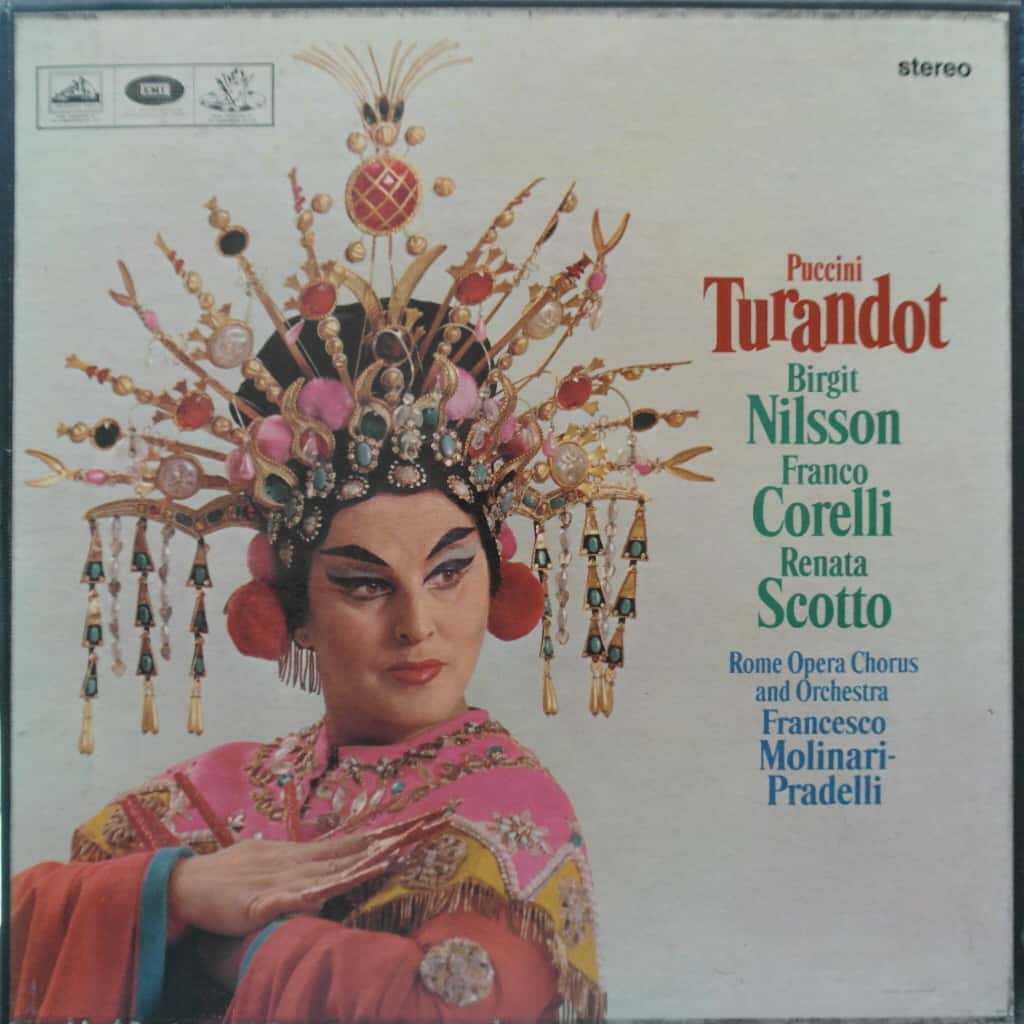 EMI
stereo
Puccini
Turandot
Birgit
Nilsson
Franco
Corelli
Renata
Scotto
Rome Opera Chorus
and Orchestra
Francesco
Molinari-
Pradelli